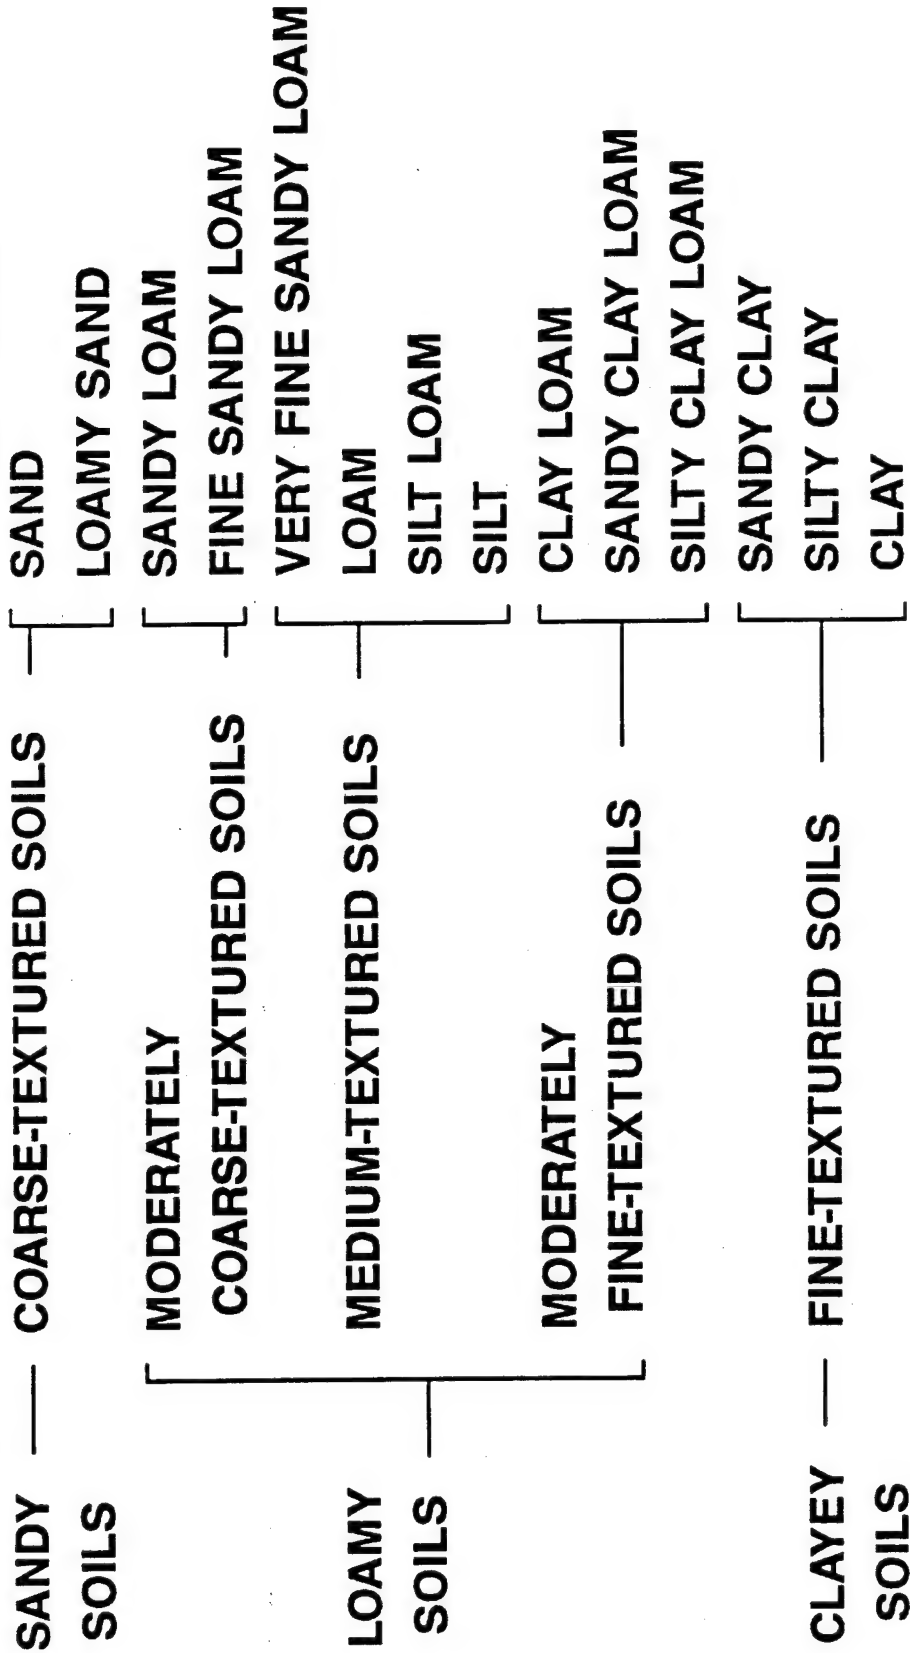 SANDY SOILS — COARSE-TEXTURED SOILS — SAND
LOAMY SAND
LOAMY SOILS — MODERATELY COARSE-TEXTURED SOILS — SANDY LOAM
FINE SANDY LOAM
MEDIUM-TEXTURED SOILS — VERY FINE SANDY LOAM
LOAM
SILT LOAM
SILT
MODERATELY FINE-TEXTURED SOILS — CLAY LOAM
SANDY CLAY LOAM
SILTY CLAY LOAM
CLAYEY SOILS — FINE-TEXTURED SOILS — SANDY CLAY
SILTY CLAY
CLAY